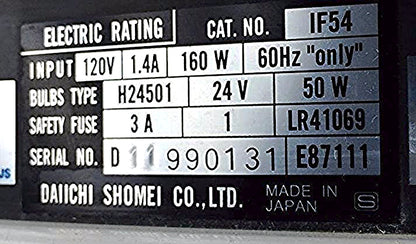 ELECTRIC RATING CAT. NO. IF54
INPUT 120V 1.4A 160 W 60Hz "only"
BULBS TYPE H24501 24 V 50 W
SAFETY FUSE 3 A 1 LR41069
SERIAL NO. D 11990131 E87111
DAIICHI SHOMEI CO., LTD. MADE IN JAPAN S